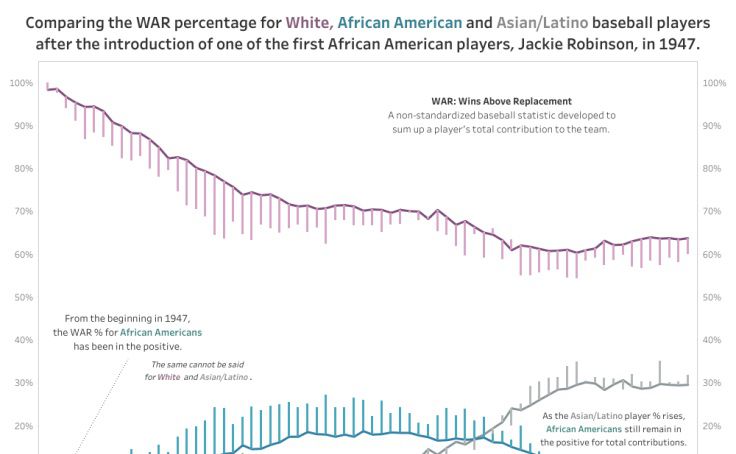 Comparing the WAR percentage for White, African American and Asian/Latino baseball players
after the introduction of one of the first African American players, Jackie Robinson, in 1947.
100%
100%
WAR: Wins Above Replacement
A non-standardized baseball statistic developed to
sum up a player's total contribution to the team.
90%
90%
80%
80%
70%
70%
60%
60%
50%
50%
From the beginning in 1947,
the WAR % for African Americans
has been in the positive.
40%
40%
The same cannot be said
for White and Asian/Latino .
30%
30%
As the Asian/Latino player % rises,
African Americans still remain in
the positive for total contributions.
20%
20%